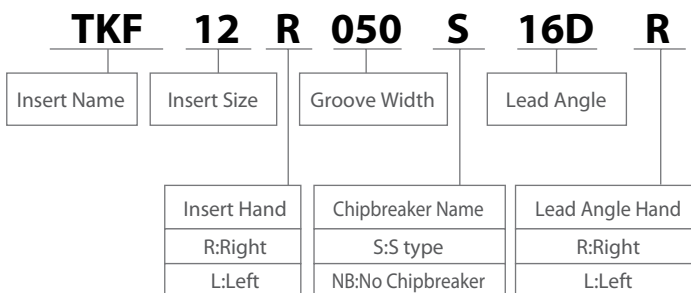 TKF 12 R 050 S 16D R
Insert Name Insert Size Groove Width Lead Angle
Insert Hand Chipbreaker Name Lead Angle Hand
R:Right S:S type R:Right
L:Left NB:No Chipbreaker L:Left